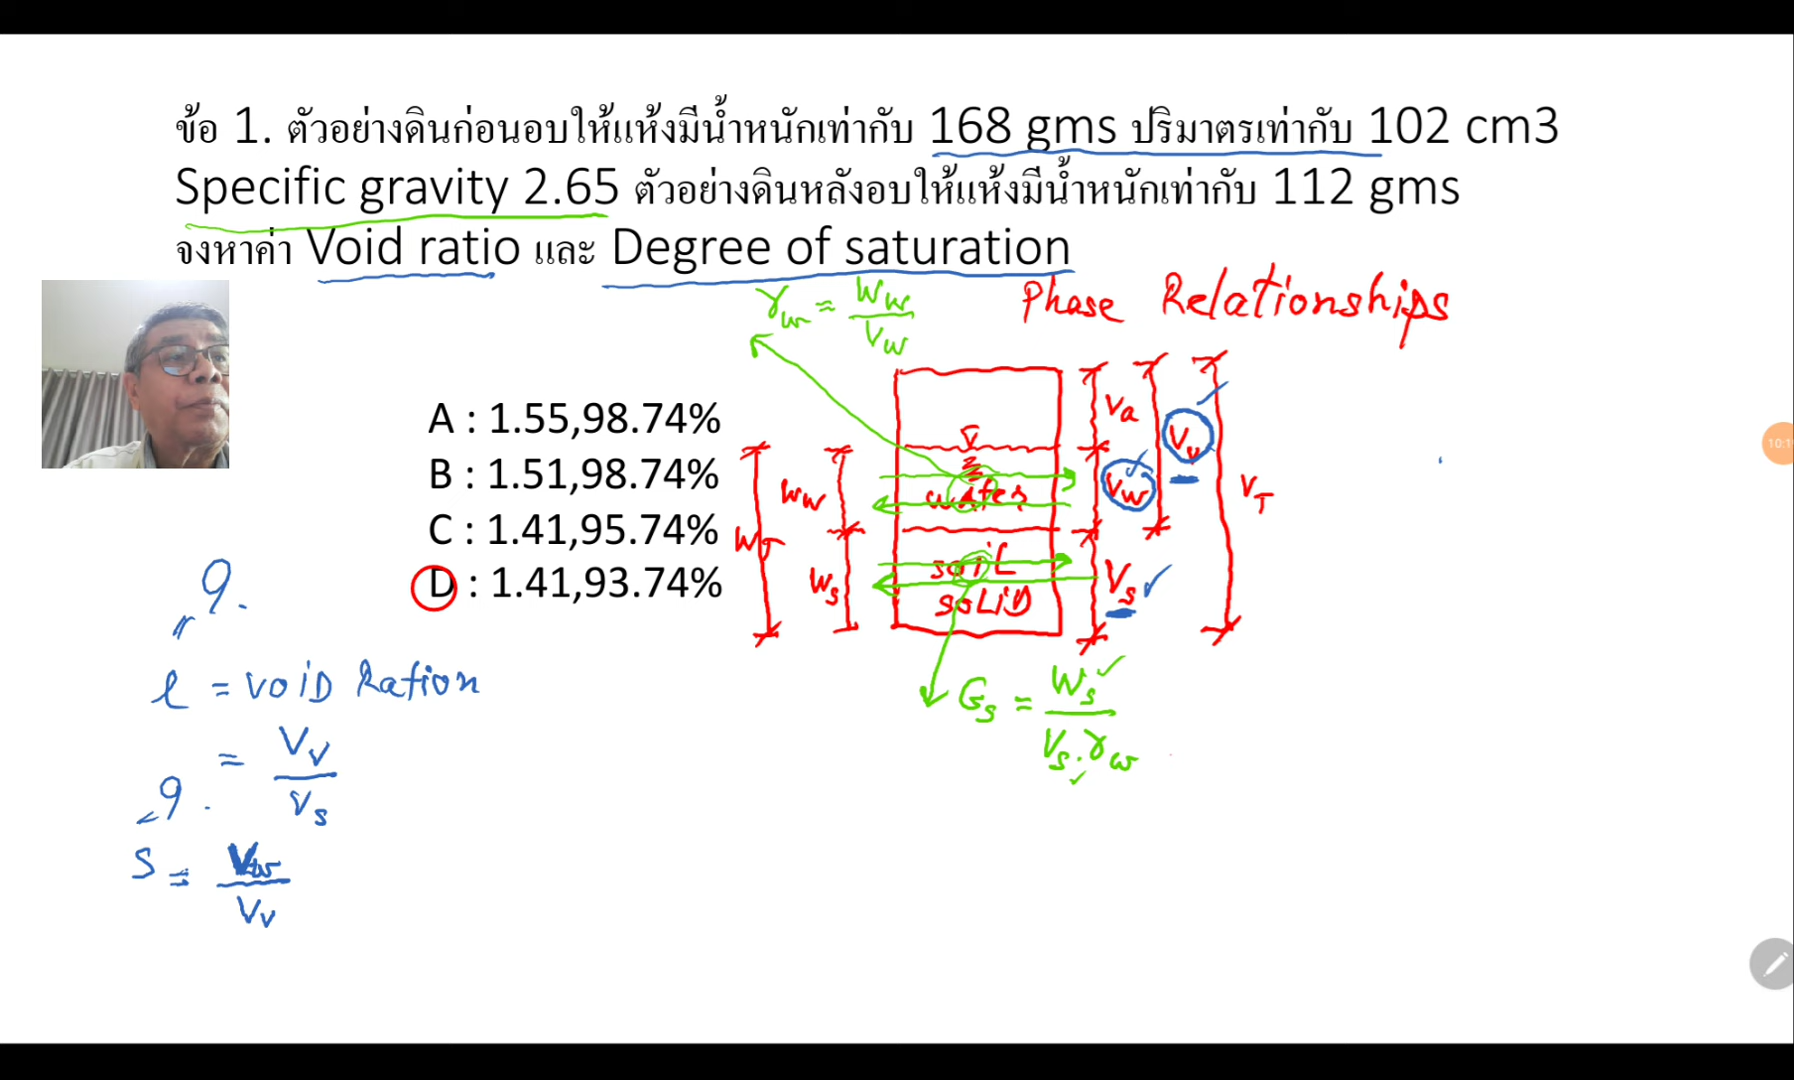 ข้อ 1. ตัวอย่างดินก่อนอบให้แห้งมีน้ำหนักเท่ากับ 168 gms ปริมาตรเท่ากับ 102 cm3
Specific gravity 2.65 ตัวอย่างดินหลังอบให้แห้งมีน้ำหนักเท่ากับ 112 gms
จงหาค่า Void ratio และ Degree of saturation
γw = Ww / Vw
Phase Relationships
A : 1.55,98.74%
B : 1.51,98.74%
C : 1.41,95.74%
D : 1.41,93.74%
Va
Vv
Ww
water
Vw
VT
WT
Ws
soil
solid
Vs
Gs = Ws / Vs.γw
e = void Ration
= Vv / Vs
S = Vw / Vv